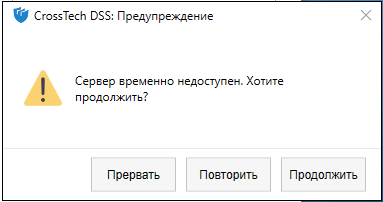 CrossTech DSS: Предупреждение
Сервер временно недоступен. Хотите
продолжить?
Прервать
Повторить
Продолжить